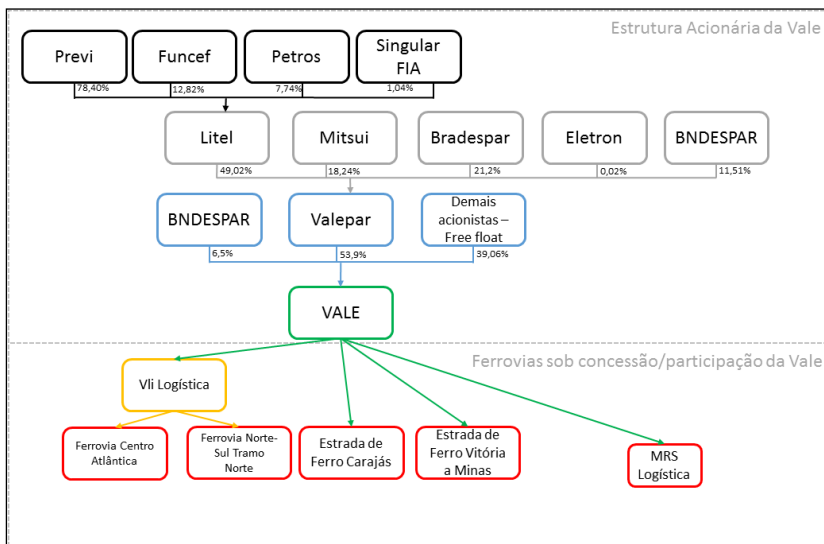 Estrutura Acionária da Vale
Previ
Funcef
Petros
Singular
FIA
78,40%
12,82%
7,74%
1,04%
Litel
Mitsui
Bradespar
Eletron
BNDESPAR
49,02%
18,24%
21,2%
0,02%
11,51%
BNDESPAR
Valepar
Demais
acionistas –
Free float
6,5%
53,9%
39,06%
VALE
Ferrovias sob concessão/participação da Vale
Vli Logística
Ferrovia Centro
Atlântica
Ferrovia Norte-
Sul Tramo
Norte
Estrada de
Ferro Carajás
Estrada de
Ferro Vitória
a Minas
MRS
Logística